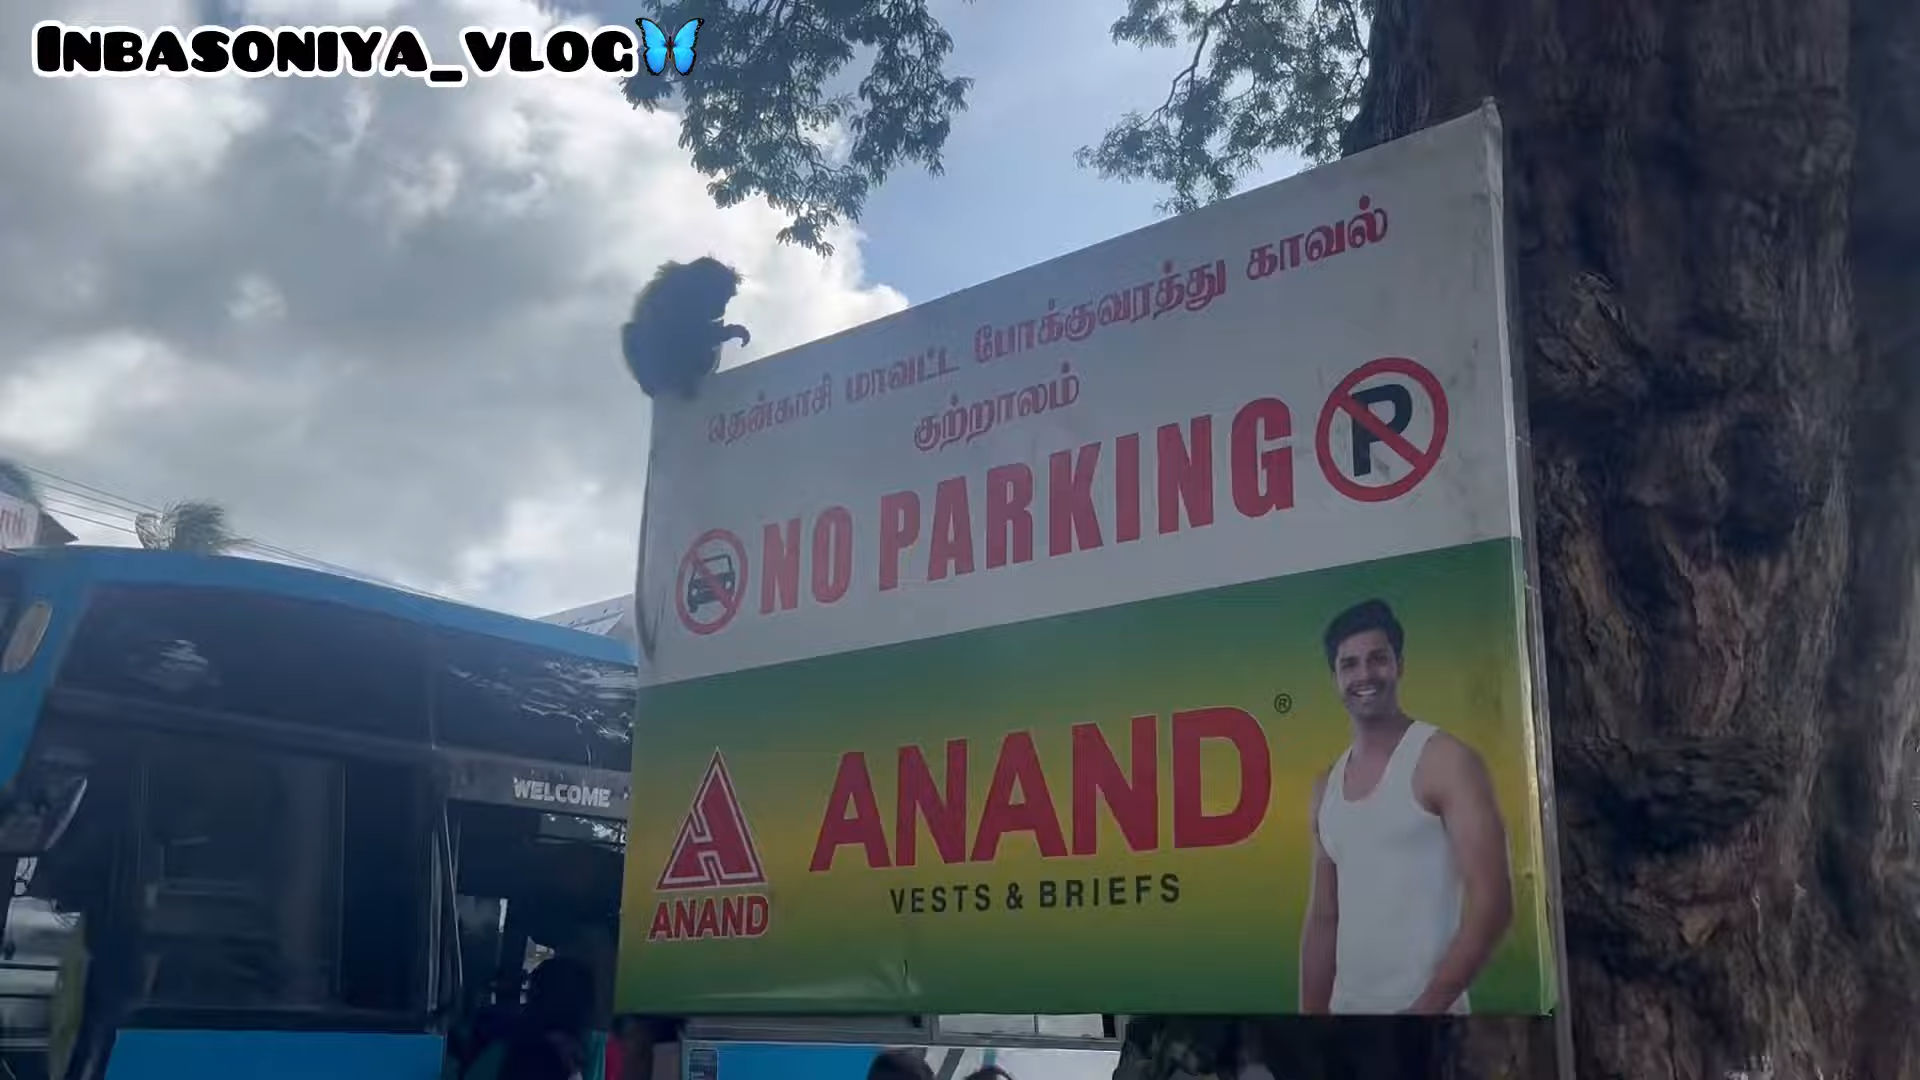 INBASONIYA_VLOG🦋
தென்காசி மாவட்ட போக்குவரத்து காவல்
குற்றாலம்
NO PARKING
P
ANAND®
VESTS & BRIEFS
ANAND
WELCOME